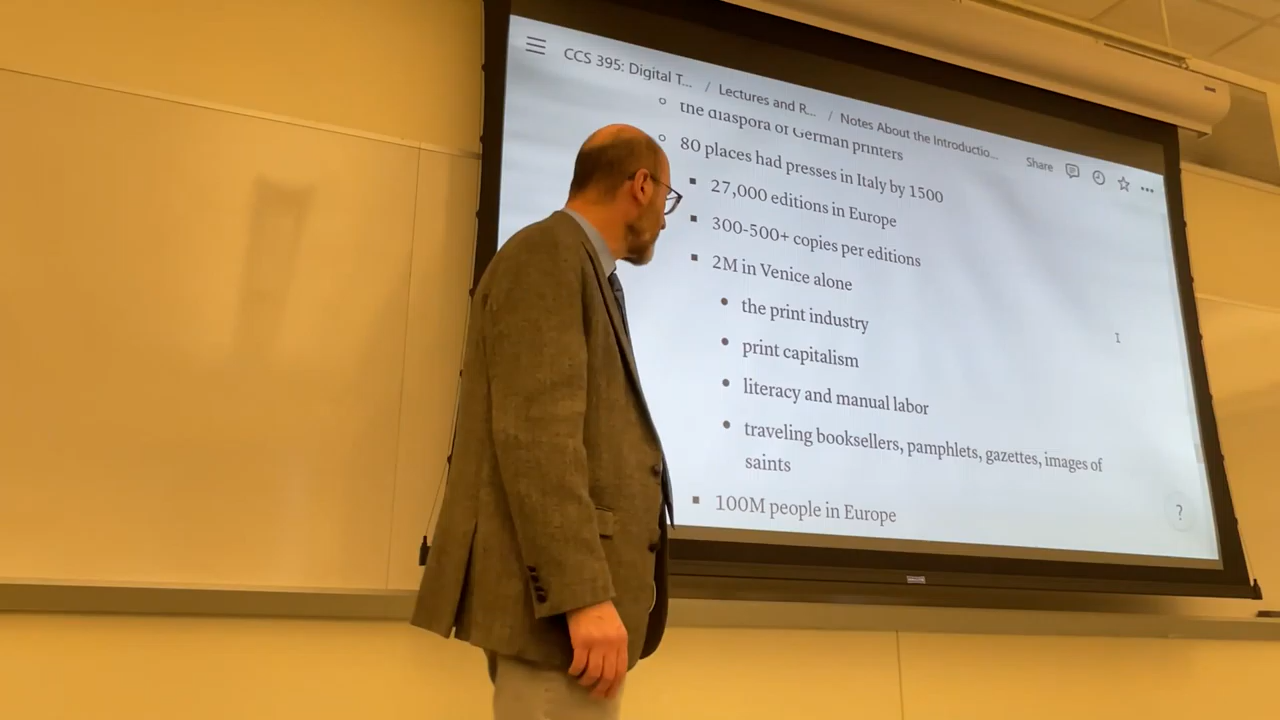 CCS 395: Digital T... / Lectures and R... / Notes About the Introductio...
Share
the diaspora of German printers
80 places had presses in Italy by 1500
27,000 editions in Europe
300-500+ copies per editions
2M in Venice alone
the print industry
print capitalism
literacy and manual labor
traveling booksellers, pamphlets, gazettes, images of
saints
100M people in Europe
?